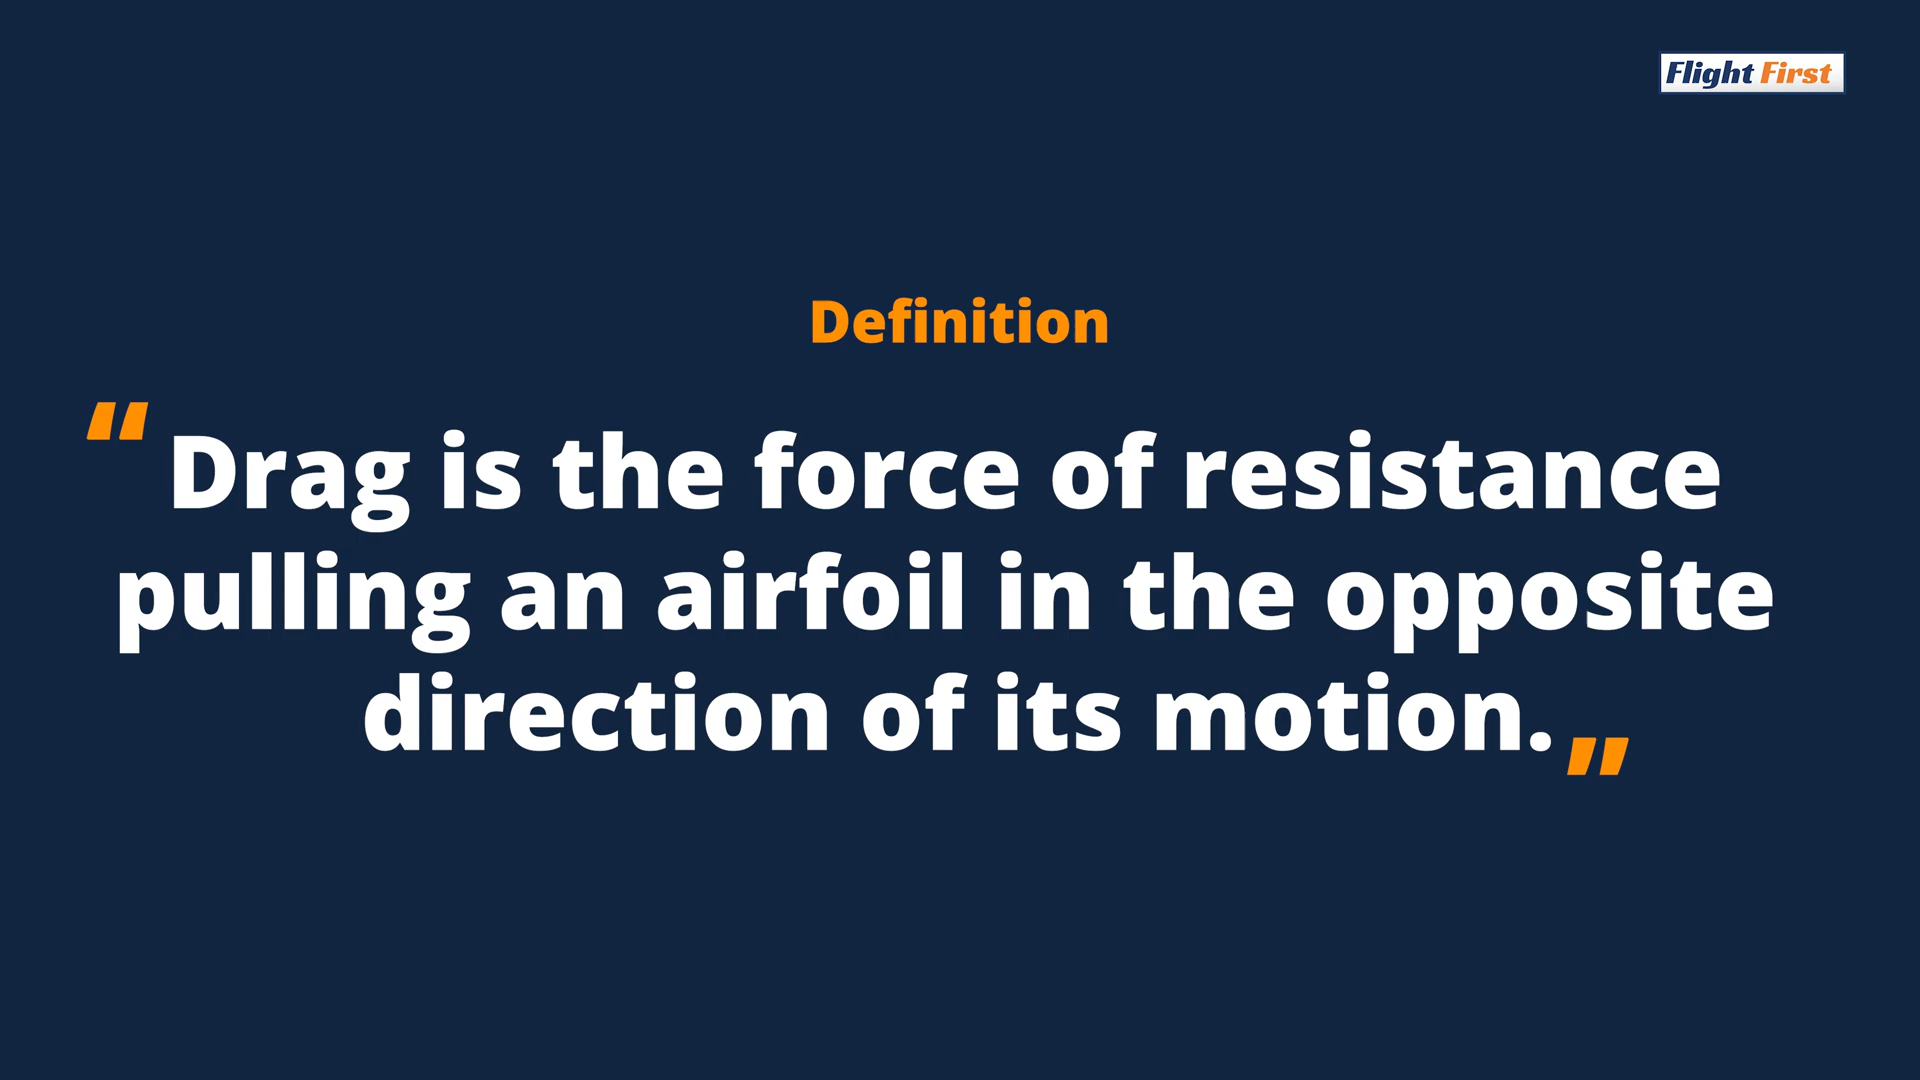 Flight First
Definition
“Drag is the force of resistance
pulling an airfoil in the opposite
direction of its motion.”